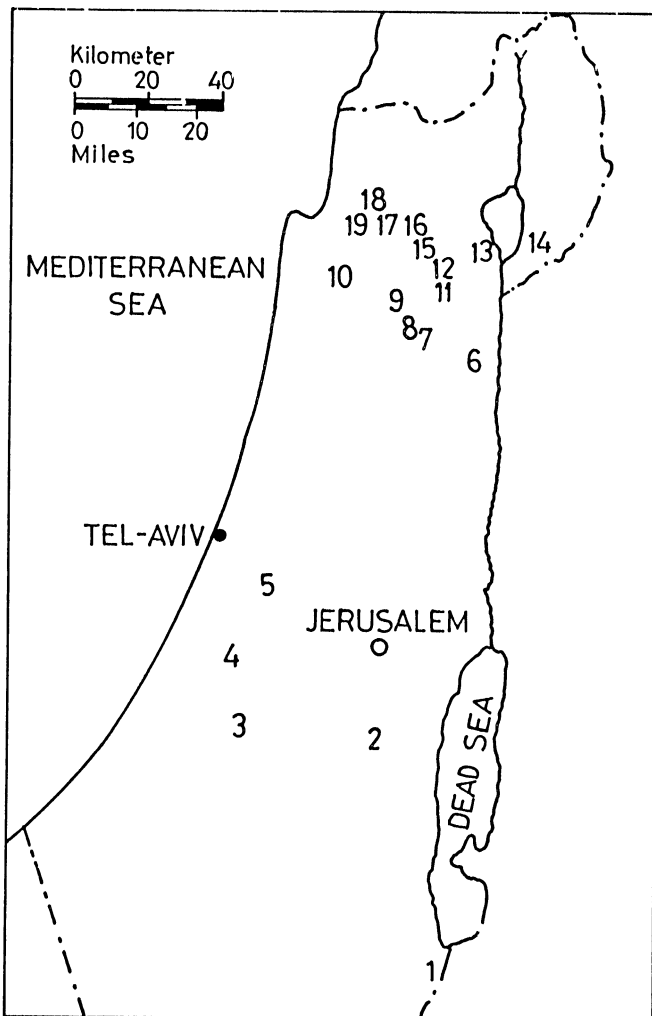 Kilometer
0 20 40
0 10 20
Miles
18
19 17 16
15
13 14
12
10
11
9
8 7
6
MEDITERRANEAN
SEA
TEL-AVIV
5
JERUSALEM
4
3
2
DEAD SEA
1